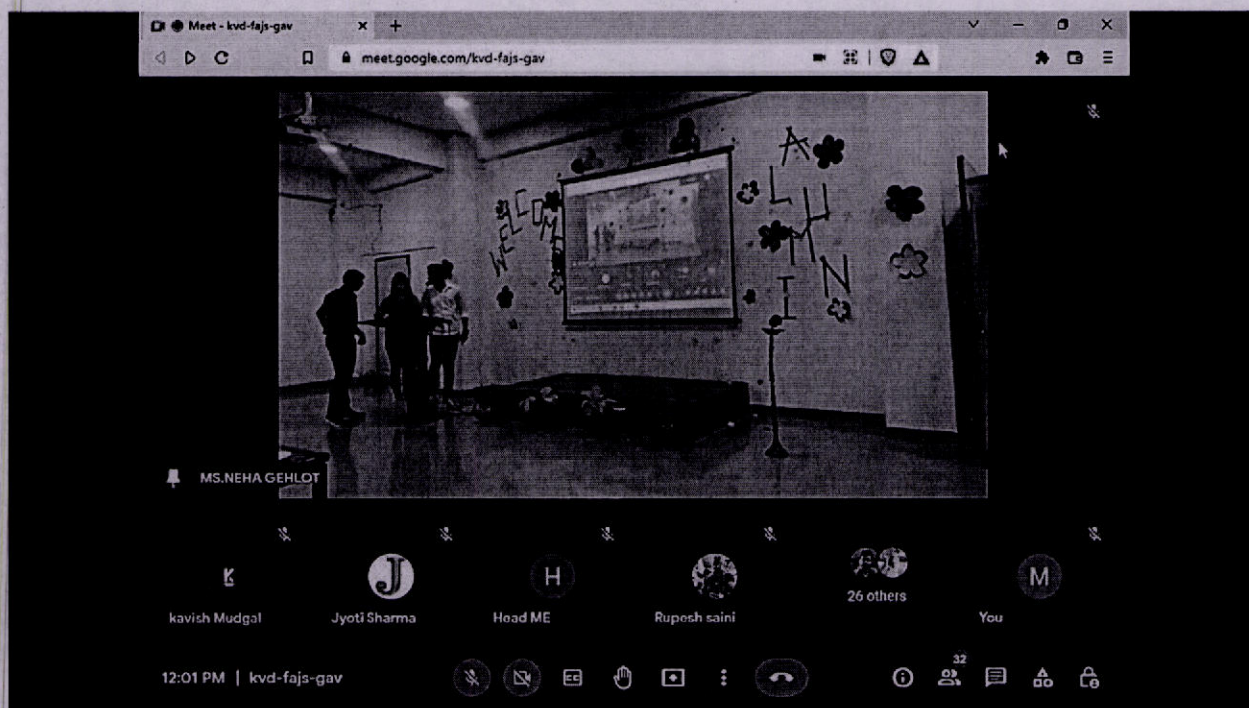 Meet - kvd-fajs-gav
meet.google.com/kvd-fajs-gav
WELCOME
ALUMNI
MS.NEHA GEHLOT
K
kavish Mudgal
J
Jyoti Sharma
H
Head ME
Rupesh saini
26 others
M
You
12:01 PM | kvd-fajs-gav
CC
32